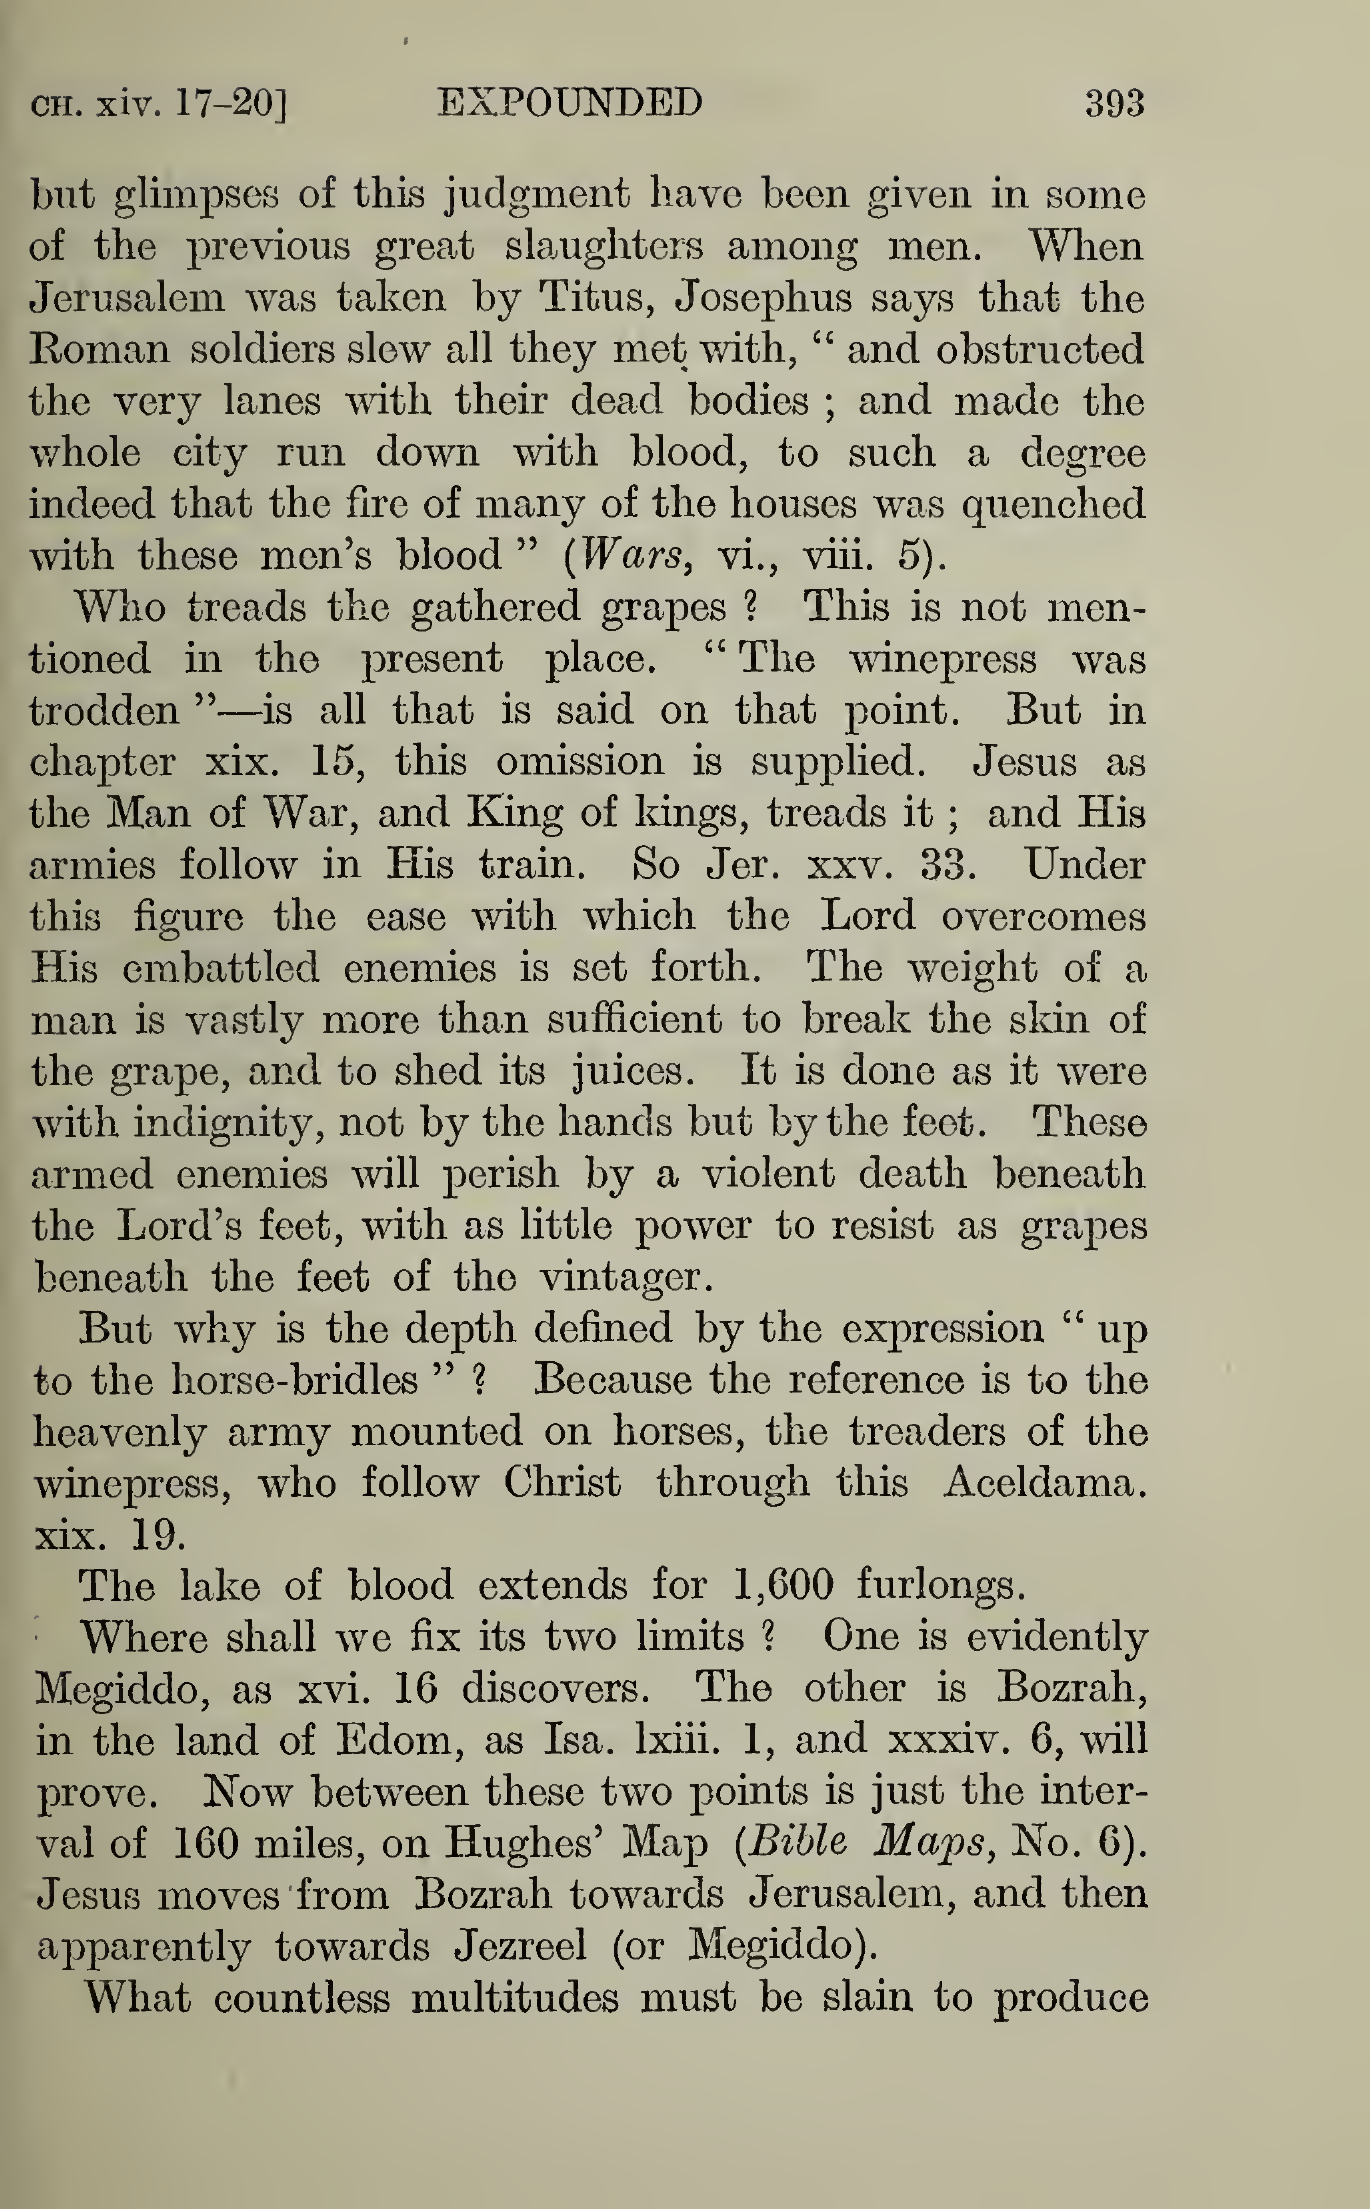 CH. xiv. 17–20] EXPOUNDED 393
but glimpses of this judgment have been given in some
of the previous great slaughters among men. When
Jerusalem was taken by Titus, Josephus says that the
Roman soldiers slew all they met with, “ and obstructed
the very lanes with their dead bodies ; and made the
whole city run down with blood, to such a degree
indeed that the fire of many of the houses was quenched
with these men’s blood ” (Wars, vi., viii. 5).
Who treads the gathered grapes ? This is not men-
tioned in the present place. “ The winepress was
trodden ”—is all that is said on that point. But in
chapter xix. 15, this omission is supplied. Jesus as
the Man of War, and King of kings, treads it ; and His
armies follow in His train. So Jer. xxv. 33. Under
this figure the ease with which the Lord overcomes
His embattled enemies is set forth. The weight of a
man is vastly more than sufficient to break the skin of
the grape, and to shed its juices. It is done as it were
with indignity, not by the hands but by the feet. These
armed enemies will perish by a violent death beneath
the Lord’s feet, with as little power to resist as grapes
beneath the feet of the vintager.
But why is the depth defined by the expression “ up
to the horse-bridles ” ? Because the reference is to the
heavenly army mounted on horses, the treaders of the
winepress, who follow Christ through this Aceldama.
xix. 19.
The lake of blood extends for 1,600 furlongs.
Where shall we fix its two limits ? One is evidently
Megiddo, as xvi. 16 discovers. The other is Bozrah,
in the land of Edom, as Isa. lxiii. 1, and xxxiv. 6, will
prove. Now between these two points is just the inter-
val of 160 miles, on Hughes’ Map (Bible Maps, No. 6).
Jesus moves from Bozrah towards Jerusalem, and then
apparently towards Jezreel (or Megiddo).
What countless multitudes must be slain to produce